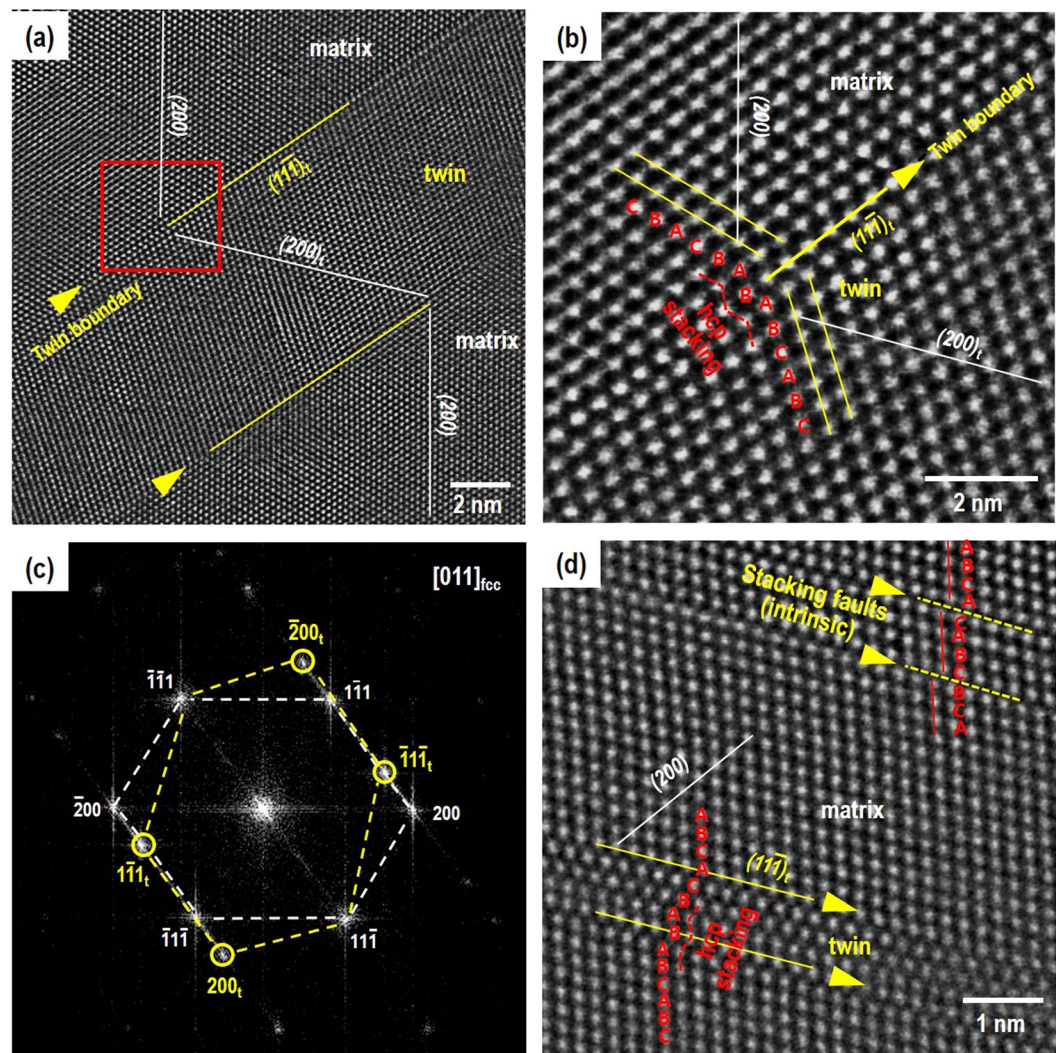 (a)
matrix
(200)
(11̅1)t
twin
(200)t
Twin boundary
matrix
(200)
2 nm
(b)
matrix
(200)
Twin boundary
(11̅1̅)t
C B A C B A B A B C A B C
hcp
stacking
twin
(200)t
2 nm
(c)
[011]fcc
2̅00t
1̅1̅1
11̅1
1̅11̅t
2̅00
200
11̅1t
1̅11̅
111̅
200t
(d)
Stacking faults
(intrinsic)
A
B
C
A
C
A
B
C
B
C
A
(200)
matrix
A
B
C
A
C
B
A
B
A
B
C
A
B
C
(11̅1̅)t
hcp
stacking
twin
1 nm